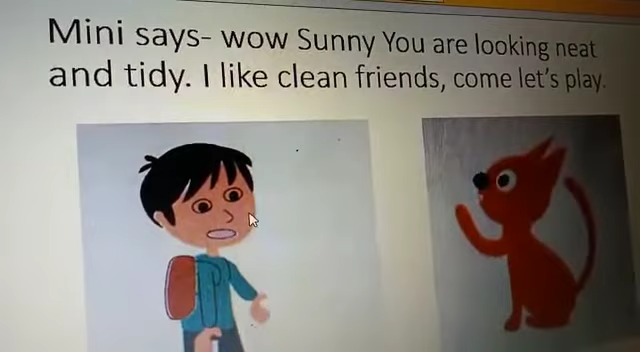 Mini says- wow Sunny You are looking neat
and tidy. I like clean friends, come let's play.